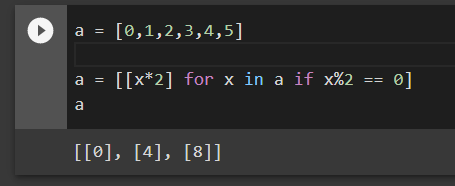 a = [0,1,2,3,4,5]
a = [[x*2] for x in a if x%2 == 0]
a
[[0], [4], [8]]